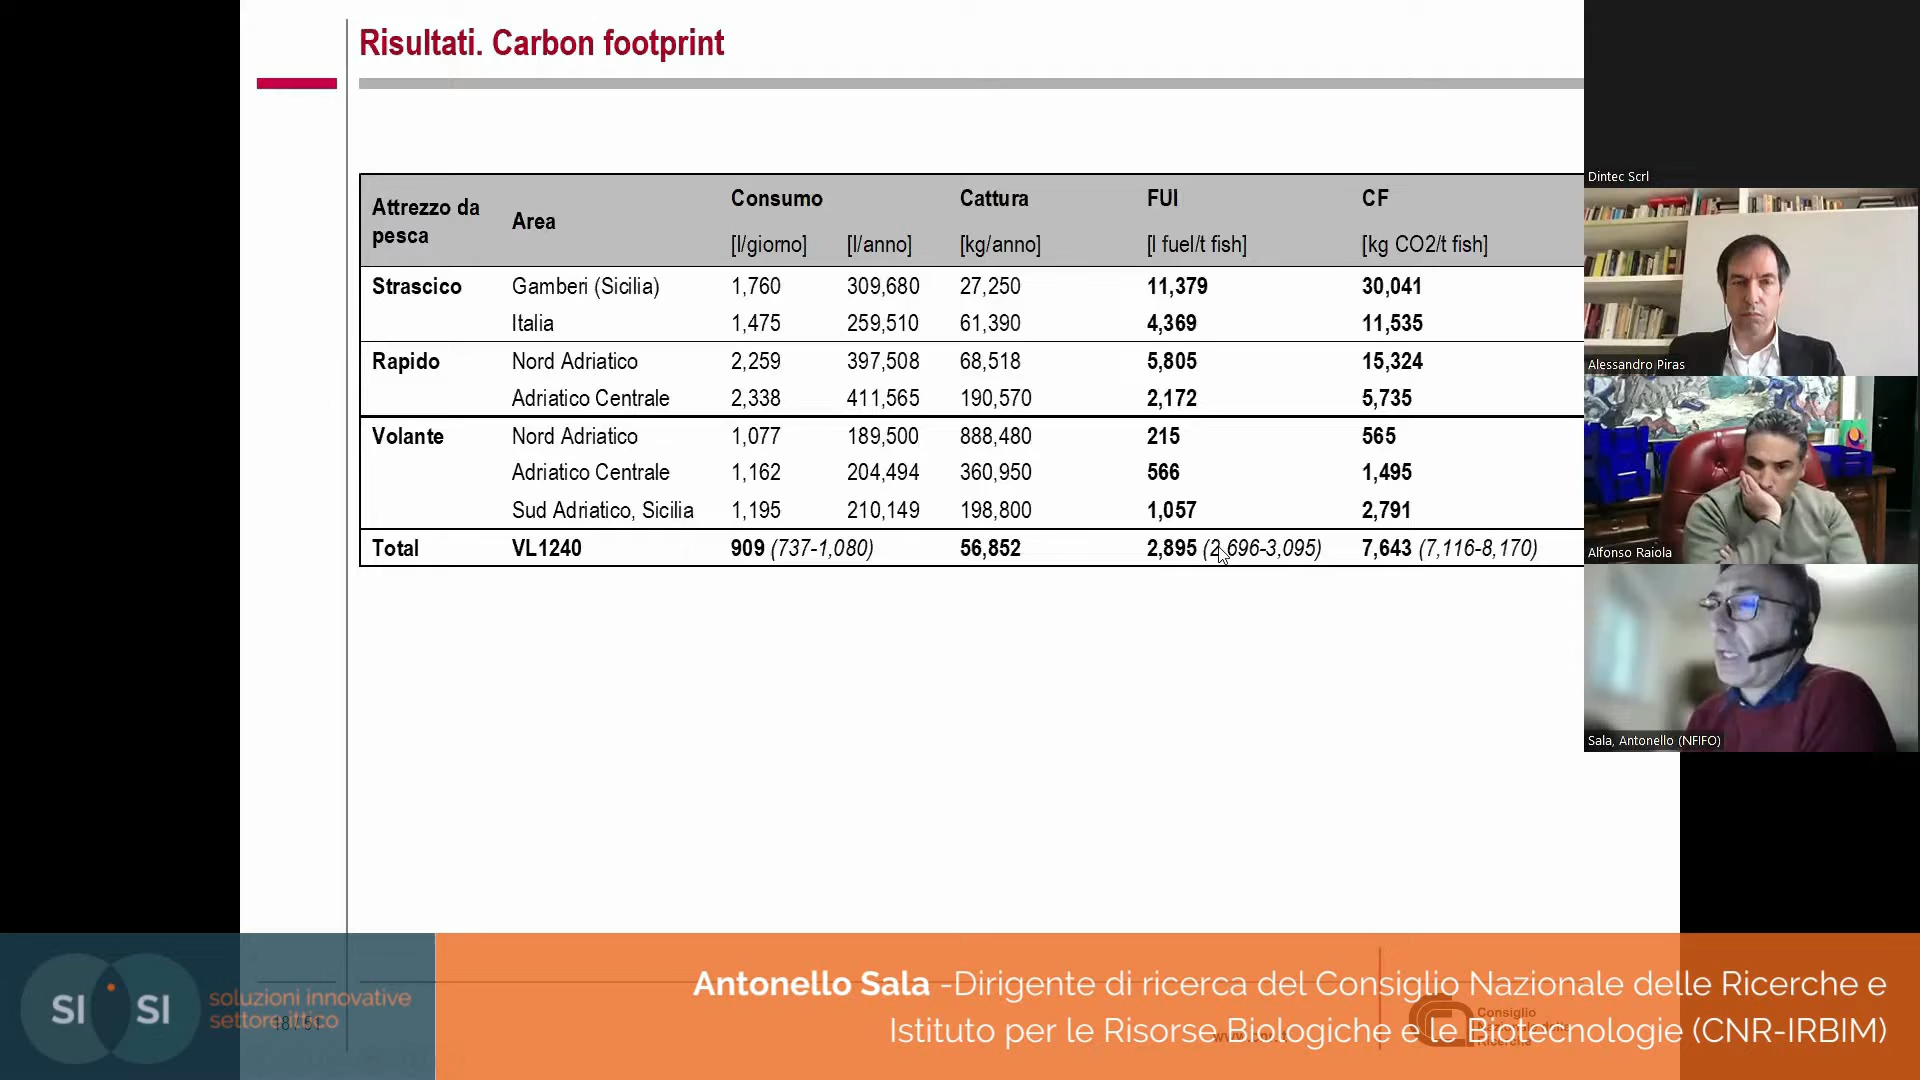 Risultati. Carbon footprint
Attrezzo da pesca Area Consumo Cattura FUI CF
[l/giorno] [l/anno] [kg/anno] [l fuel/t fish] [kg CO2/t fish]
Strascico Gamberi (Sicilia) 1,760 309,680 27,250 11,379 30,041
Italia 1,475 259,510 61,390 4,369 11,535
Rapido Nord Adriatico 2,259 397,508 68,518 5,805 15,324
Adriatico Centrale 2,338 411,565 190,570 2,172 5,735
Volante Nord Adriatico 1,077 189,500 888,480 215 565
Adriatico Centrale 1,162 204,494 360,950 566 1,495
Sud Adriatico, Sicilia 1,195 210,149 198,800 1,057 2,791
Total VL1240 909 (737-1,080) 56,852 2,895 (2,696-3,095) 7,643 (7,116-8,170)
Dintec Scrl
Alessandro Piras
Alfonso Raiola
Sala, Antonello (NFIFO)
SI SI
soluzioni innovative
settore ittico
Antonello Sala -Dirigente di ricerca del Consiglio Nazionale delle Ricerche e
Istituto per le Risorse Biologiche e le Biotecnologie (CNR-IRBIM)
Consiglio
Ricerche